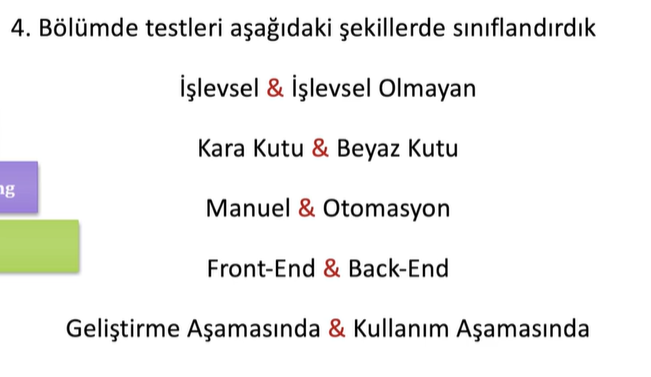 4. Bölümde testleri aşağıdaki şekillerde sınıflandırdık
İşlevsel & İşlevsel Olmayan
Kara Kutu & Beyaz Kutu
ng
Manuel & Otomasyon
Front-End & Back-End
Geliştirme Aşamasında & Kullanım Aşamasında